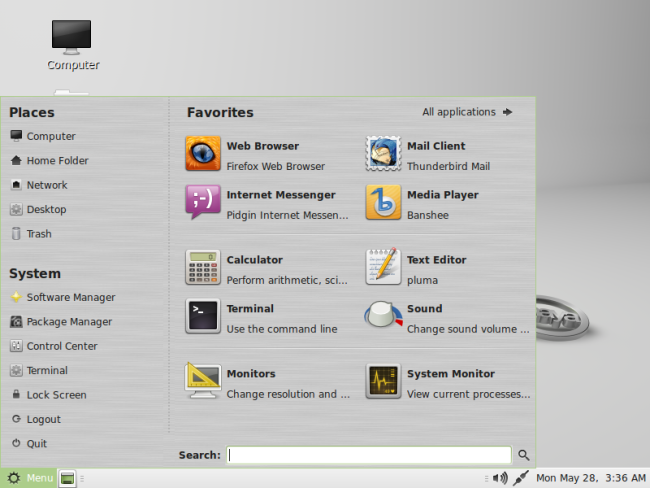 Computer
Places
Computer
Home Folder
Network
Desktop
Trash
System
Software Manager
Package Manager
Control Center
Terminal
Lock Screen
Logout
Quit
Favorites
All applications
Web Browser
Firefox Web Browser
Mail Client
Thunderbird Mail
Internet Messenger
Pidgin Internet Messen...
Media Player
Banshee
Calculator
Perform arithmetic, sci...
Text Editor
pluma
Terminal
Use the command line
Sound
Change sound volume ...
Monitors
Change resolution and ...
System Monitor
View current processes...
Search:
Menu
Mon May 28, 3:36 AM